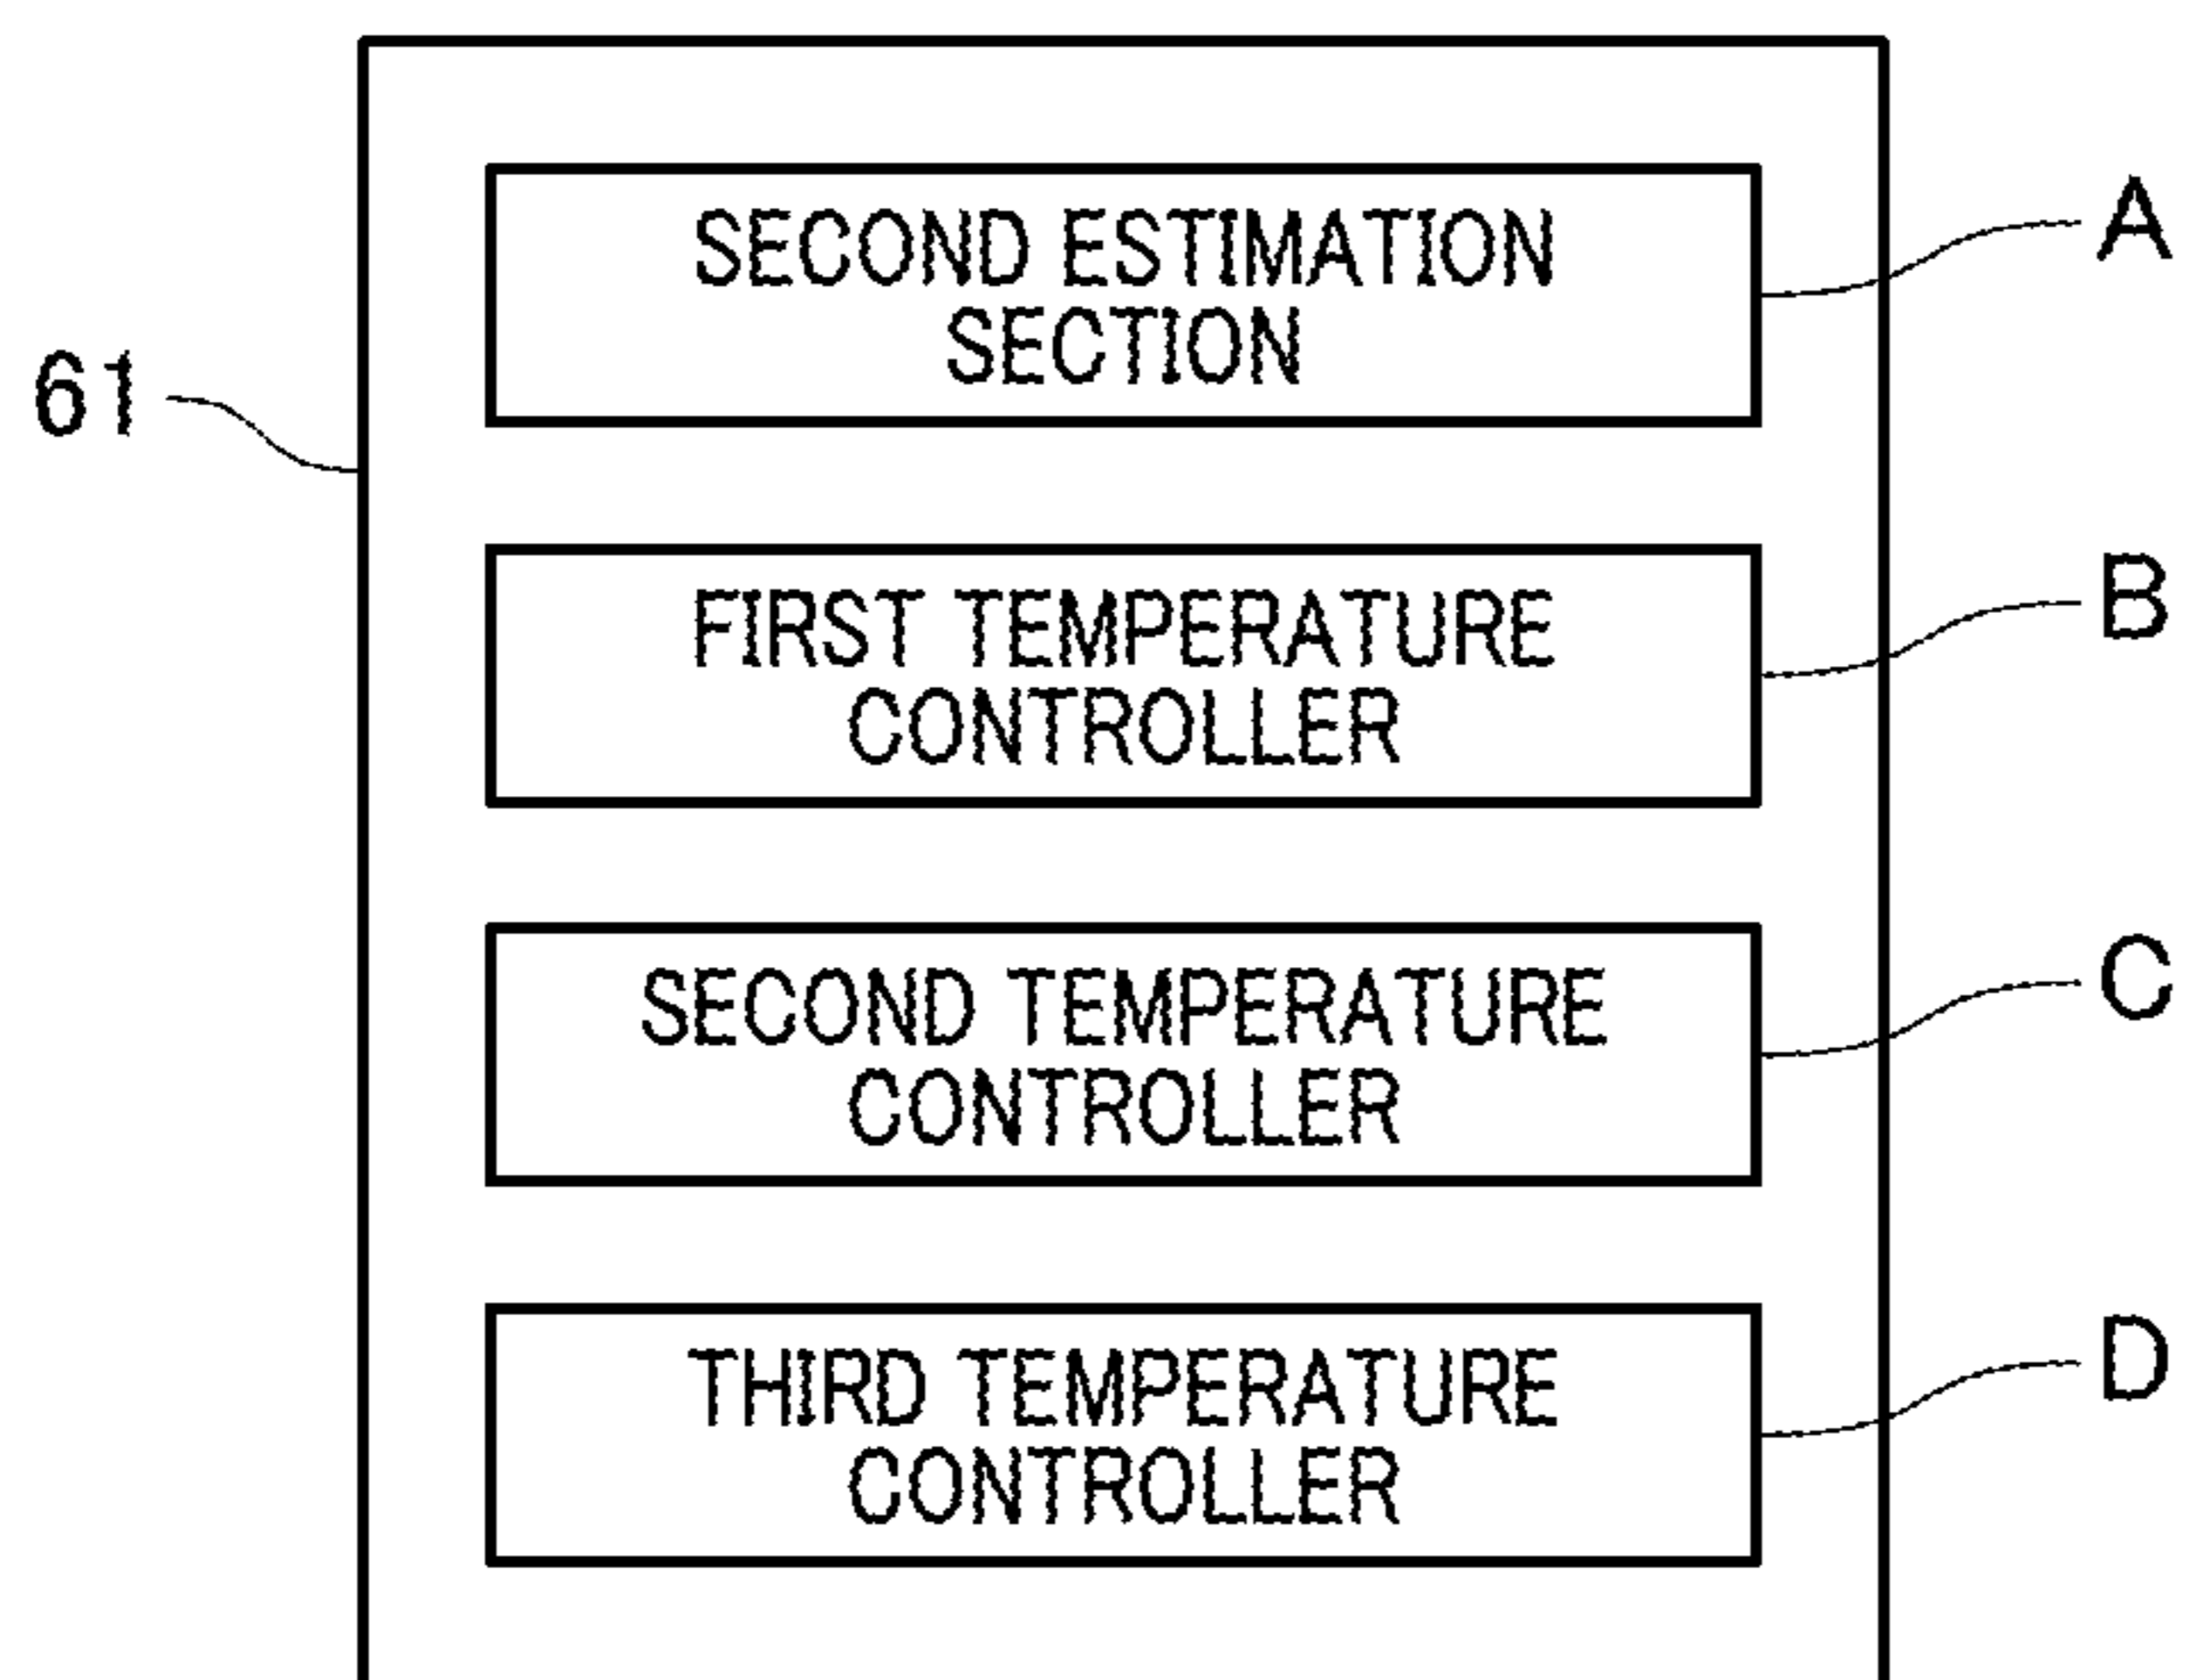 SECOND ESTIMATION
SECTION
A
61
FIRST TEMPERATURE
CONTROLLER
B
SECOND TEMPERATURE
CONTROLLER
C
THIRD TEMPERATURE
CONTROLLER
D